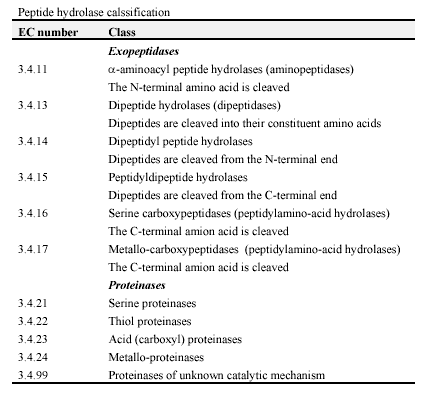 Peptide hydrolase calssification
EC number Class
Exopeptidases
3.4.11 α-aminoacyl peptide hydrolases (aminopeptidases)
The N-terminal amino is cleaved
3.4.13 Dipeptide hydrolases (dipeptidases)
Dipeptides are cleaved into their constituent amino acids
3.4.14 Dipeptidyl peptide hydrolases
Dipeptides are cleaved from the N-terminal end
3.4.15 Peptidyldipeptide hydrolases
Dipeptides are cleaved from the C-terminal end
3.4.16 Serine carboxypeptidases (peptidylamino-acid hydrolases)
The C-terminal amion acid is cleaved
3.4.17 Metallo-carboxypeptidases (peptidylamino-acid hydrolases)
The C-terminal amion acid is cleaved
Proteinases
3.4.21 Serine proteinases
3.4.22 Thiol proteinases
3.4.23 Acid (carboxyl) proteinases
3.4.24 Metallo-proteinases
3.4.99 Proteinases of unknown catalytic mechanism